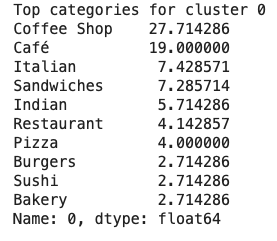 Top categories for cluster 0
Coffee Shop    27.714286
Café           19.000000
Italian         7.428571
Sandwiches      7.285714
Indian          5.714286
Restaurant      4.142857
Pizza           4.000000
Burgers         2.714286
Sushi           2.714286
Bakery          2.714286
Name: 0, dtype: float64